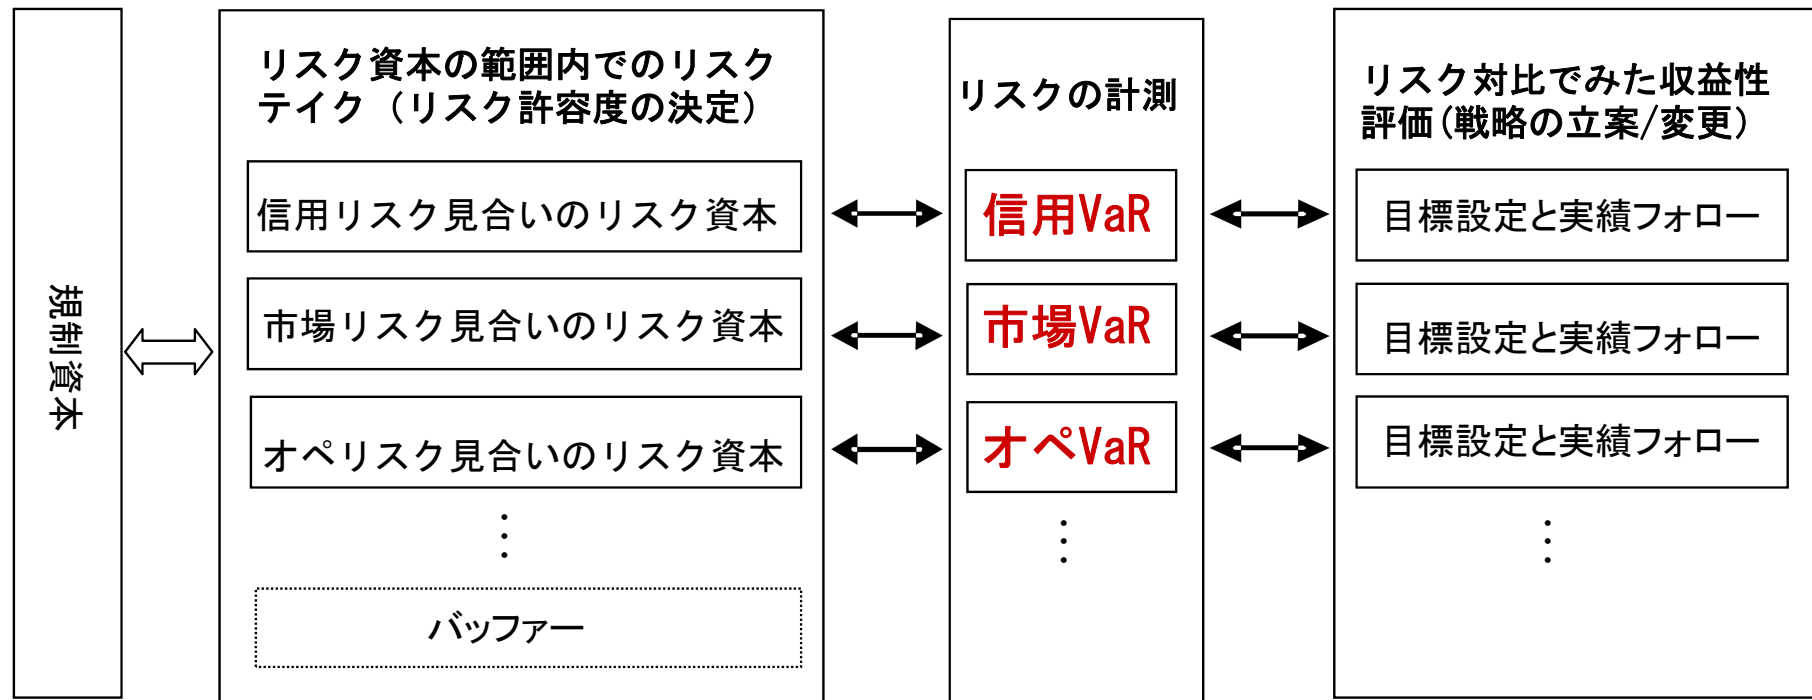 規制資本
リスク資本の範囲内でのリスク
テイク（リスク許容度の決定）
信用リスク見合いのリスク資本
市場リスク見合いのリスク資本
オペリスク見合いのリスク資本
⋮
バッファー
リスクの計測
信用VaR
市場VaR
オペVaR
⋮
リスク対比でみた収益性
評価(戦略の立案/変更)
目標設定と実績フォロー
目標設定と実績フォロー
目標設定と実績フォロー
⋮